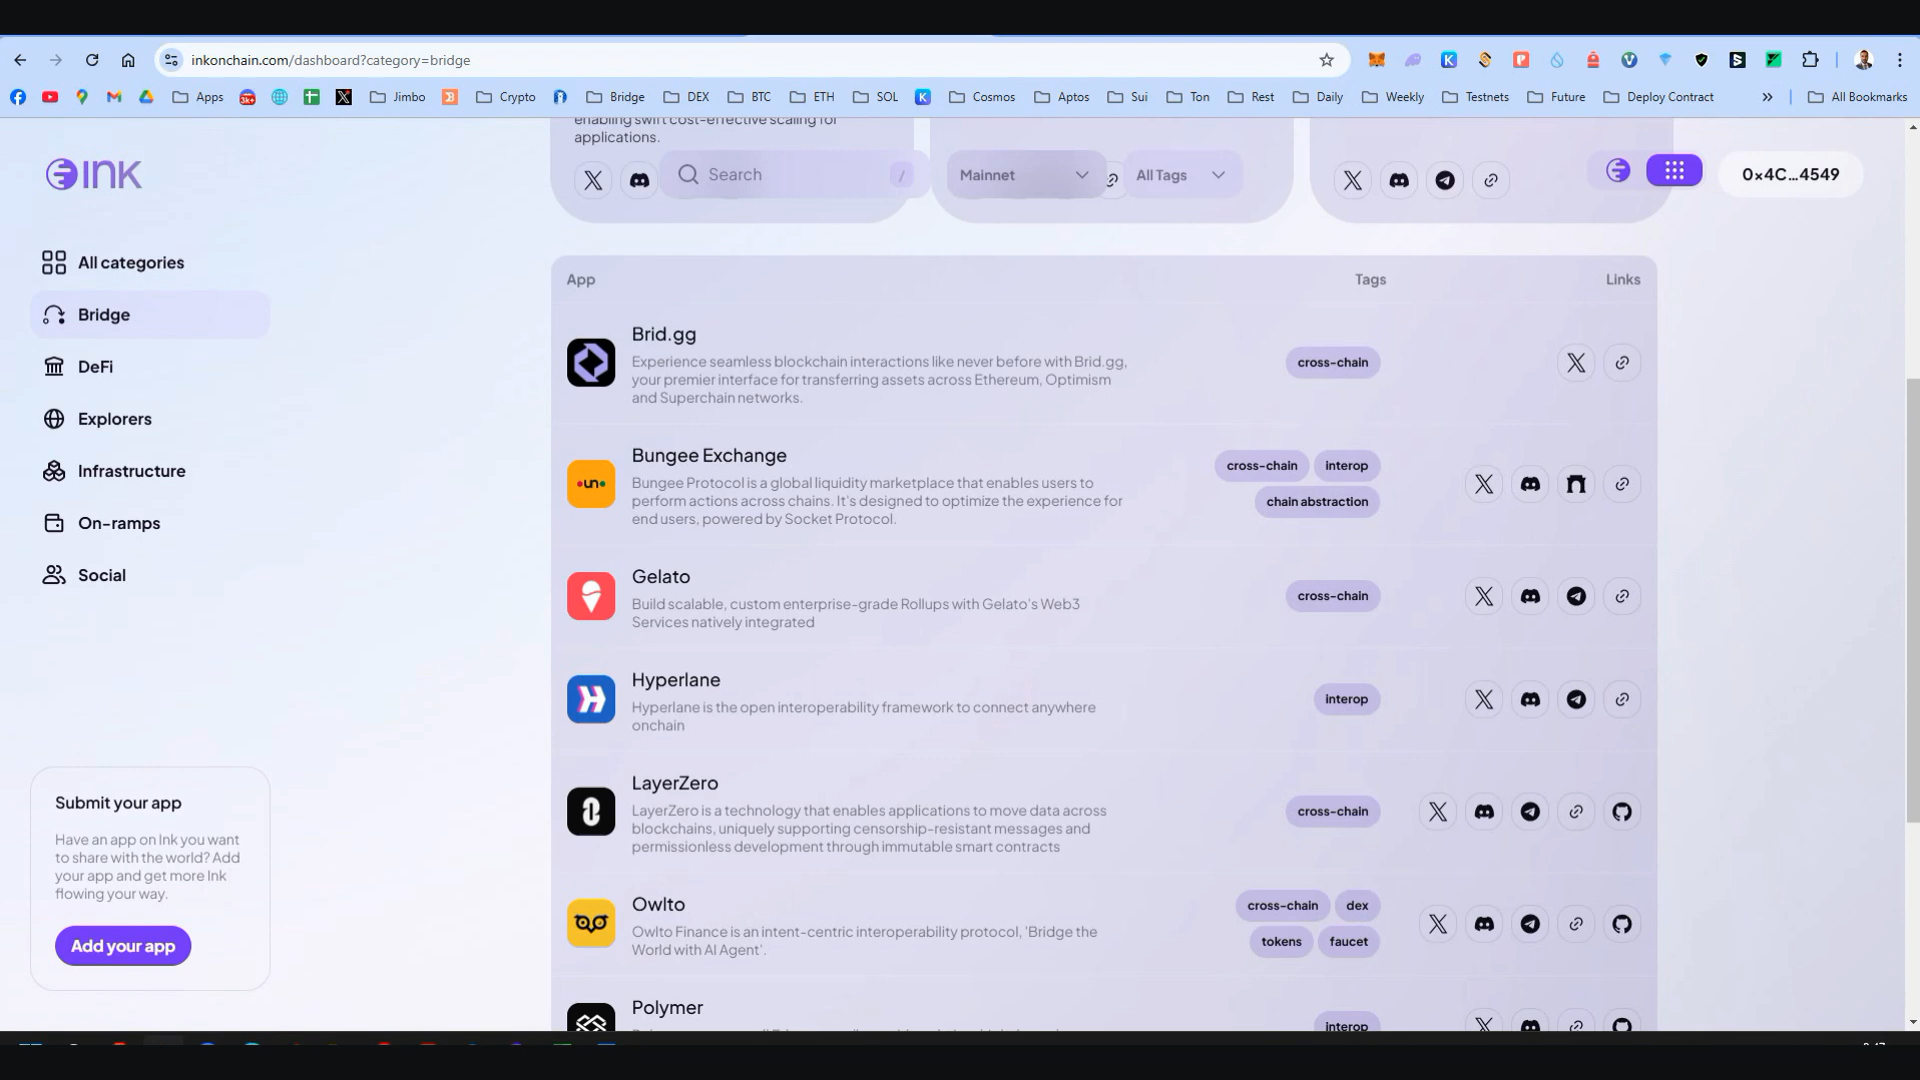 inkonchain.com/dashboard?category=bridge
Apps
3k+
Jimbo
Crypto
Bridge
DEX
BTC
ETH
SOL
Cosmos
Aptos
Sui
Ton
Rest
Daily
Weekly
Testnets
Future
Deploy Contract
All Bookmarks
enabling swift cost-effective scaling for
applications.
INK
Search
/
Mainnet
All Tags
0x4C...4549
All categories
Bridge
DeFi
Explorers
Infrastructure
On-ramps
Social
Submit your app
Have an app on Ink you want
to share with the world? Add
your app and get more Ink
flowing your way.
Add your app
App
Tags
Links
Brid.gg
Experience seamless blockchain interactions like never before with Brid.gg,
your premier interface for transferring assets across Ethereum, Optimism
and Superchain networks.
cross-chain
Bungee Exchange
Bungee Protocol is a global liquidity marketplace that enables users to
perform actions across chains. It's designed to optimize the experience for
end users, powered by Socket Protocol.
cross-chain
interop
chain abstraction
Gelato
Build scalable, custom enterprise-grade Rollups with Gelato's Web3
Services natively integrated
cross-chain
Hyperlane
Hyperlane is the open interoperability framework to connect anywhere
onchain
interop
LayerZero
LayerZero is a technology that enables applications to move data across
blockchains, uniquely supporting censorship-resistant messages and
permissionless development through immutable smart contracts
cross-chain
Owlto
Owlto Finance is an intent-centric interoperability protocol, 'Bridge the
World with AI Agent'.
cross-chain
dex
tokens
faucet
Polymer
interop